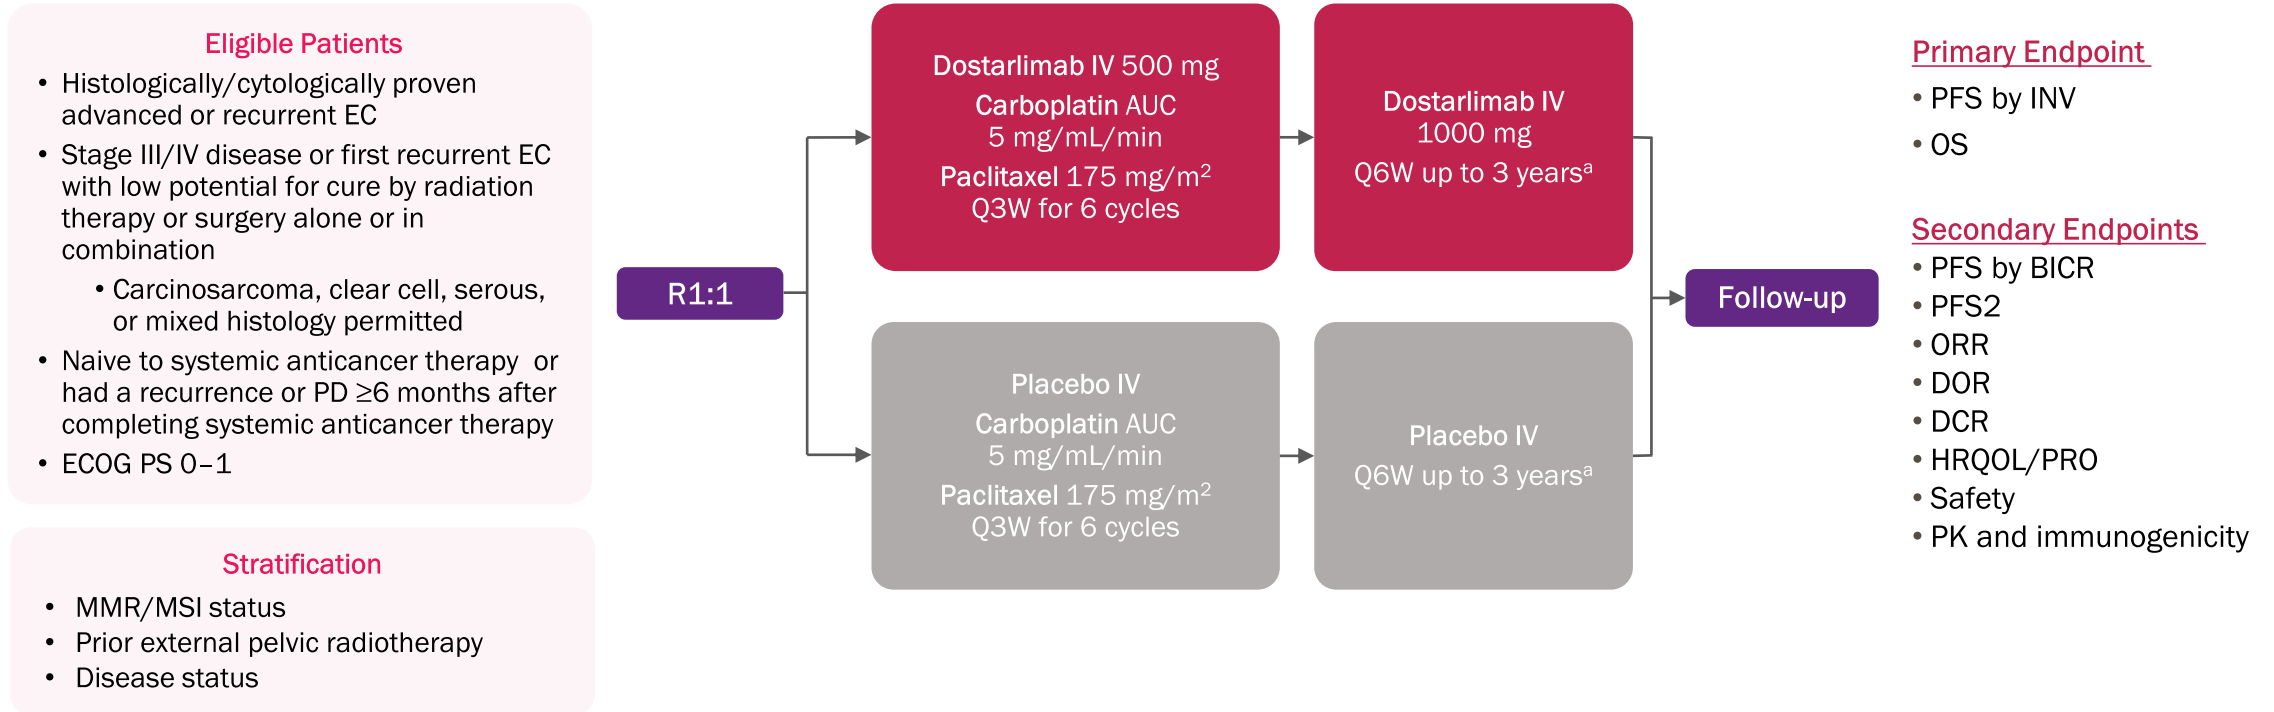 Eligible Patients
• Histologically/cytologically proven
advanced or recurrent EC
• Stage III/IV disease or first recurrent EC
with low potential for cure by radiation
therapy or surgery alone or in
combination
• Carcinosarcoma, clear cell, serous,
or mixed histology permitted
• Naive to systemic anticancer therapy or
had a recurrence or PD ≥6 months after
completing systemic anticancer therapy
• ECOG PS 0–1
Stratification
• MMR/MSI status
• Prior external pelvic radiotherapy
• Disease status
R1:1
Dostarlimab IV 500 mg
Carboplatin AUC
5 mg/mL/min
Paclitaxel 175 mg/m²
Q3W for 6 cycles
Dostarlimab IV
1000 mg
Q6W up to 3 yearsᵃ
Placebo IV
Carboplatin AUC
5 mg/mL/min
Paclitaxel 175 mg/m²
Q3W for 6 cycles
Placebo IV
Q6W up to 3 yearsᵃ
Follow-up
Primary Endpoint
• PFS by INV
• OS
Secondary Endpoints
• PFS by BICR
• PFS2
• ORR
• DOR
• DCR
• HRQOL/PRO
• Safety
• PK and immunogenicity